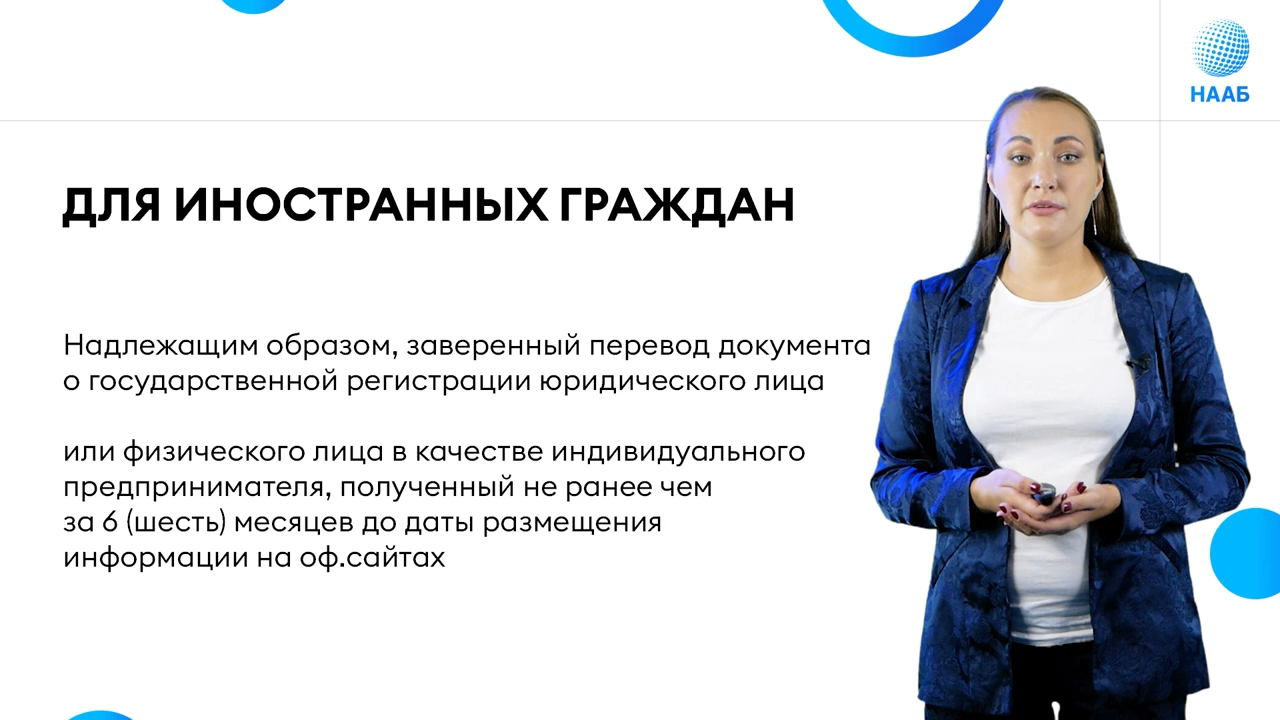 НААБ
ДЛЯ ИНОСТРАННЫХ ГРАЖДАН
Надлежащим образом, заверенный перевод документа
о государственной регистрации юридического лица
или физического лица в качестве индивидуального
предпринимателя, полученный не ранее чем
за 6 (шесть) месяцев до даты размещения
информации на оф.сайтах